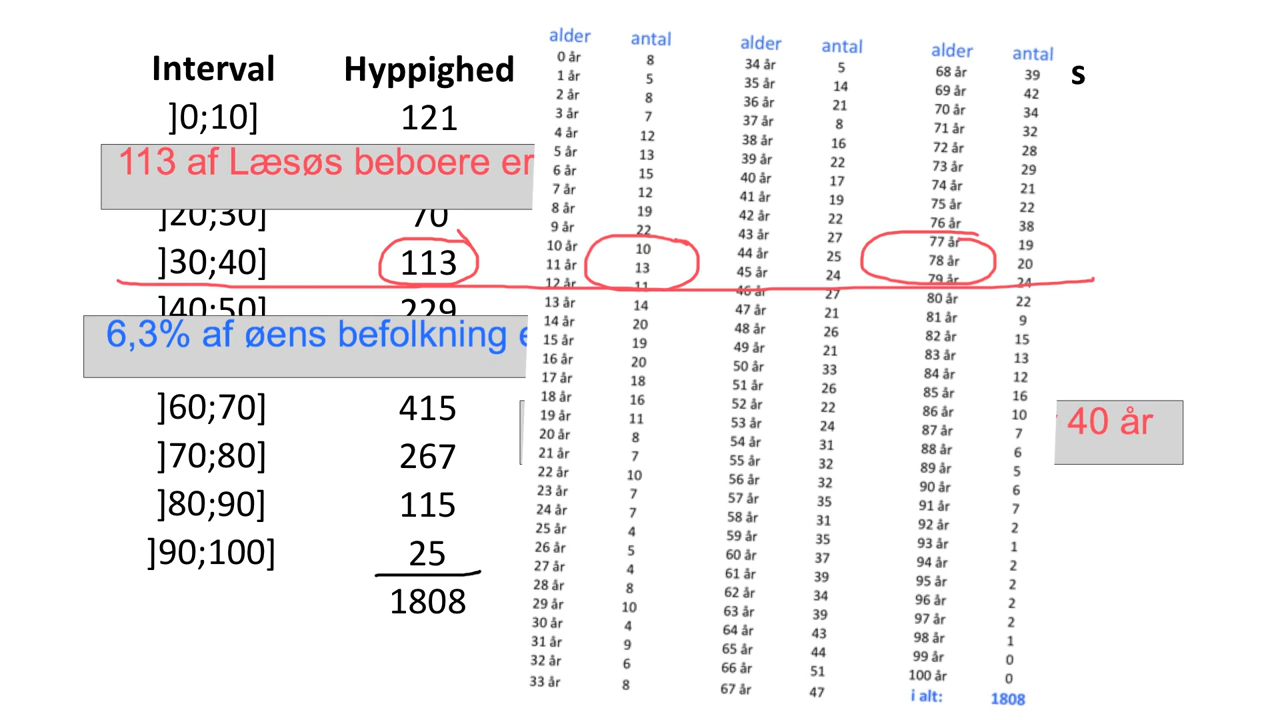 Interval Hyppighed s
]0;10] 121
113 af Læsøs beboere er
]20;30] 70
]30;40] 113
]40;50] 229
6,3% af øens befolkning
40 år
]60;70] 415
]70;80] 267
]80;90] 115
]90;100] 25
1808
alder antal alder antal alder antal
0 år 8 34 år 5 68 år 39
1 år 5 35 år 14 69 år 42
2 år 8 36 år 21 70 år 34
3 år 7 37 år 8 71 år 32
4 år 12 38 år 16 72 år 28
5 år 13 39 år 22 73 år 29
6 år 15 40 år 17 74 år 21
7 år 12 41 år 19 75 år 22
8 år 19 42 år 22 76 år 38
9 år 22 43 år 27 77 år 19
10 år 10 44 år 25 78 år 20
11 år 13 45 år 24 79 år 24
12 år 11 46 år 27 80 år 22
13 år 14 47 år 21 81 år 9
14 år 20 48 år 26 82 år 15
15 år 19 49 år 21 83 år 13
16 år 20 50 år 33 84 år 12
17 år 18 51 år 26 85 år 16
18 år 16 52 år 22 86 år 10
19 år 11 53 år 24 87 år 7
20 år 8 54 år 31 88 år 6
21 år 7 55 år 32 89 år 5
22 år 10 56 år 32 90 år 6
23 år 7 57 år 35 91 år 7
24 år 7 58 år 31 92 år 2
25 år 4 59 år 35 93 år 1
26 år 5 60 år 37 94 år 2
27 år 4 61 år 39 95 år 2
28 år 8 62 år 34 96 år 2
29 år 10 63 år 39 97 år 2
30 år 4 64 år 43 98 år 1
31 år 9 65 år 44 99 år 0
32 år 6 66 år 51 100 år 0
33 år 8 67 år 47 i alt: 1808